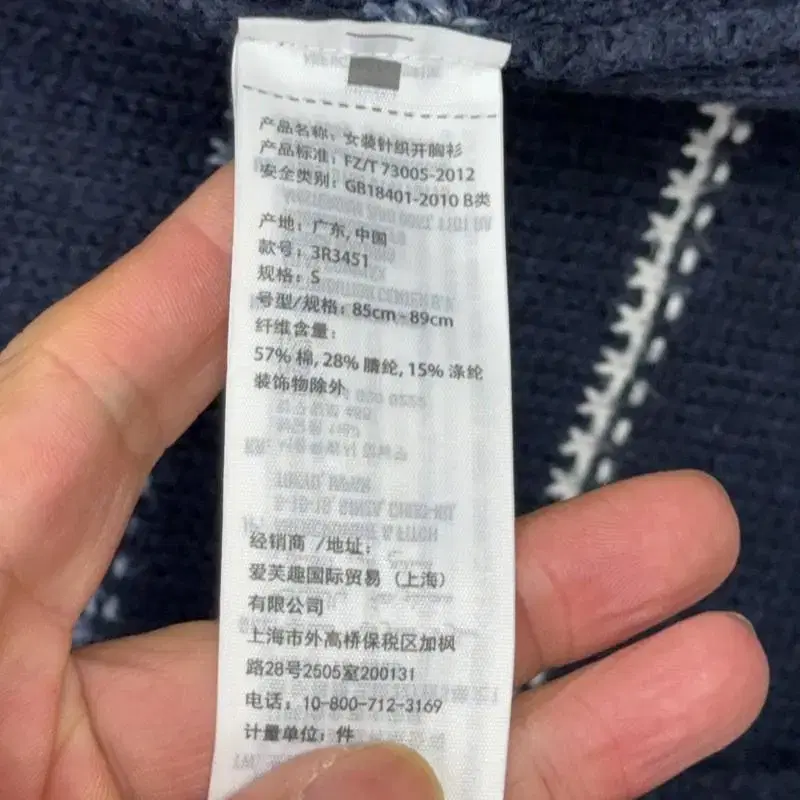 产品名称：女装针织开胸衫
产品标准：FZ/T 73005-2012
安全类别：GB18401-2010 B类
产地：广东，中国
款号：3R3451
规格：S
号型/规格：85cm - 89cm
纤维含量：
57% 棉, 28% 腈纶, 15% 涤纶
装饰物除外
经销商 /地址：
爱芙趣国际贸易（上海）
有限公司
上海市外高桥保税区加枫
路28号2505室200131
电话：10-800-712-3169
计量单位：件